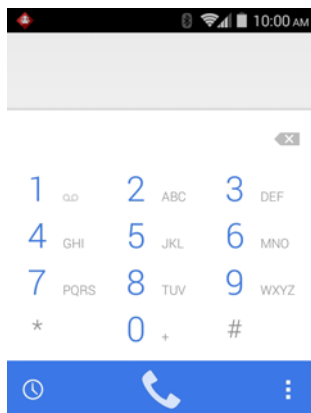 10:00 AM
1 2 ABC 3 DEF
4 GHI 5 JKL 6 MNO
7 PQRS 8 TUV 9 WXYZ
* 0 + #